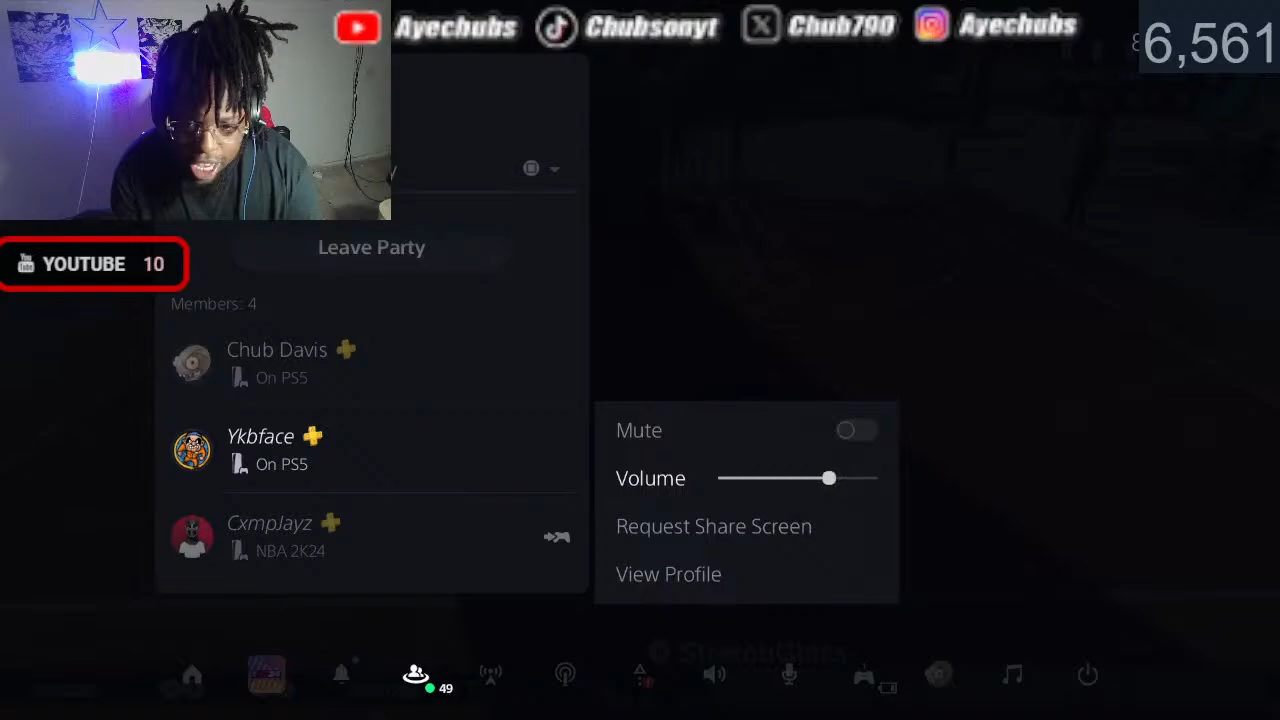 Ayechubs Chubsonyt Chub790 Ayechubs
6,561
Leave Party
YOUTUBE 10
Members: 4
Chub Davis
On PS5
Ykbface
On PS5
CxmpJayz
NBA 2K24
Mute
Volume
Request Share Screen
View Profile
49